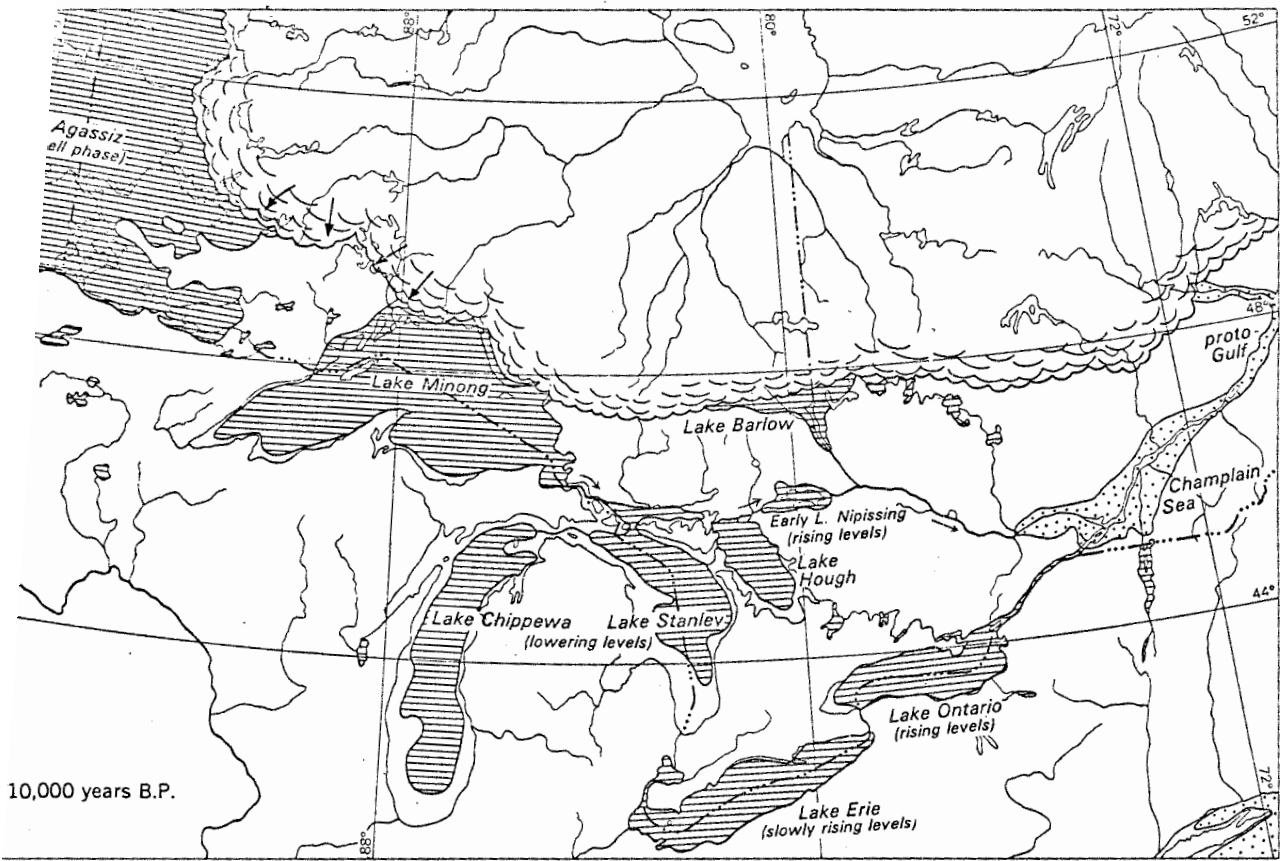 88°
80°
72°
52°
Agassiz
ell phase)
48°
proto-
Gulf
Lake Minong
Lake Barlow
Champlain
Sea
Early L. Nipissing
(rising levels)
Lake
Hough
44°
Lake Chippewa
Lake Stanley
(lowering levels)
Lake Ontario
(rising levels)
10,000 years B.P.
Lake Erie
(slowly rising levels)
88°
72°